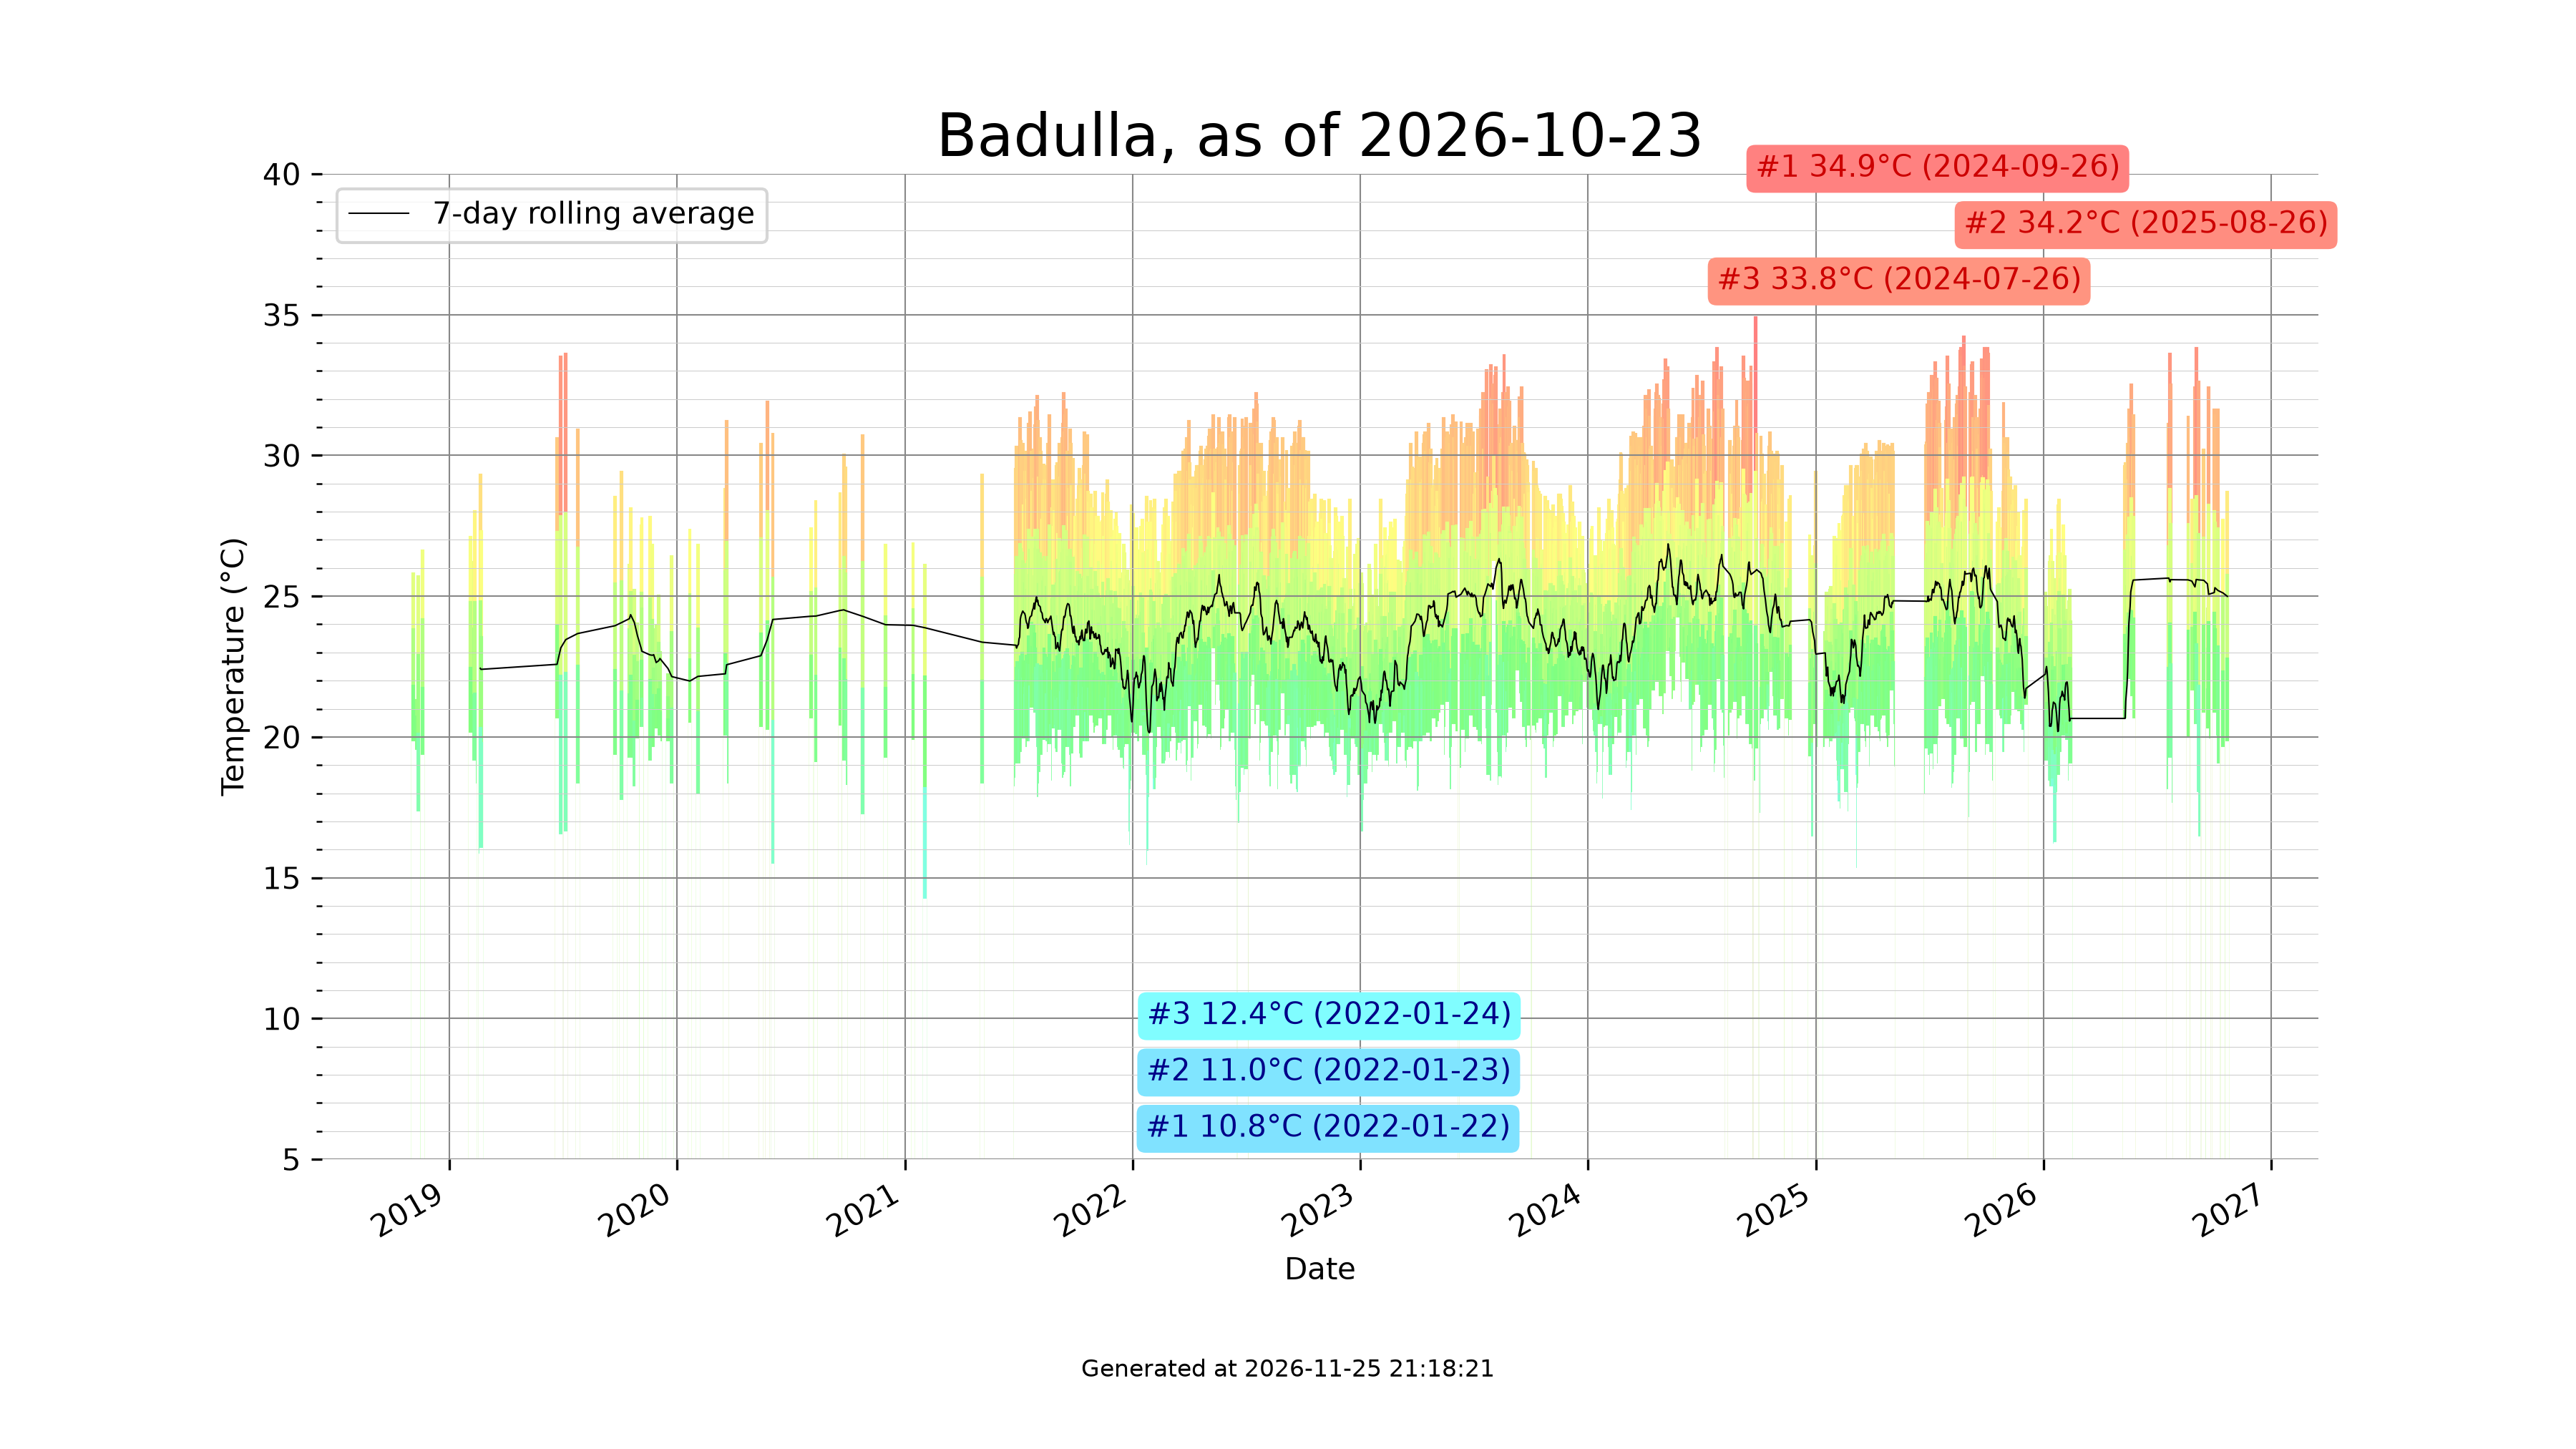 Badulla, as of 2026-10-23
#1 34.9°C (2024-09-26)
#2 34.2°C (2025-08-26)
#3 33.8°C (2024-07-26)
7-day rolling average
40
35
30
25
20
15
10
5
Temperature (°C)
#3 12.4°C (2022-01-24)
#2 11.0°C (2022-01-23)
#1 10.8°C (2022-01-22)
2019
2020
2021
2022
2023
2024
2025
2026
2027
Date
Generated at 2026-11-25 21:18:21